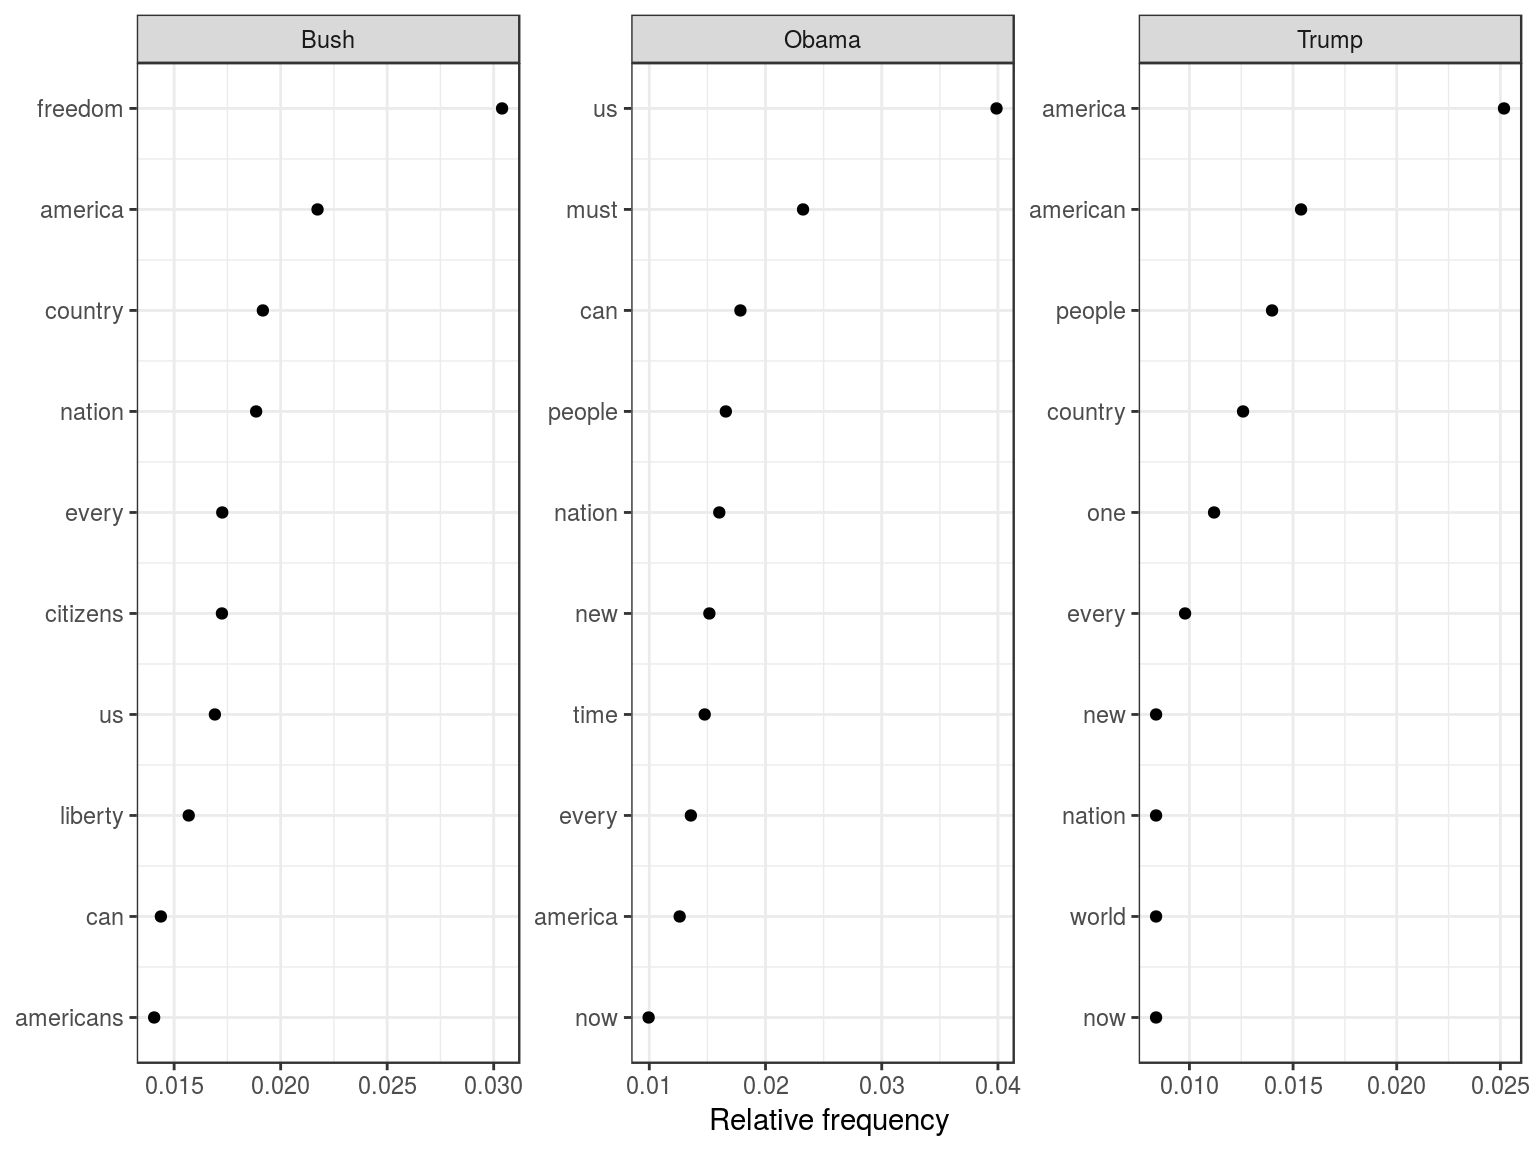 Bush
freedom
america
country
nation
every
citizens
us
liberty
can
americans
0.015 0.020 0.025 0.030
Obama
us
must
can
people
nation
new
time
every
america
now
0.01 0.02 0.03 0.04
Trump
america
american
people
country
one
every
new
nation
world
now
0.010 0.015 0.020 0.025
Relative frequency